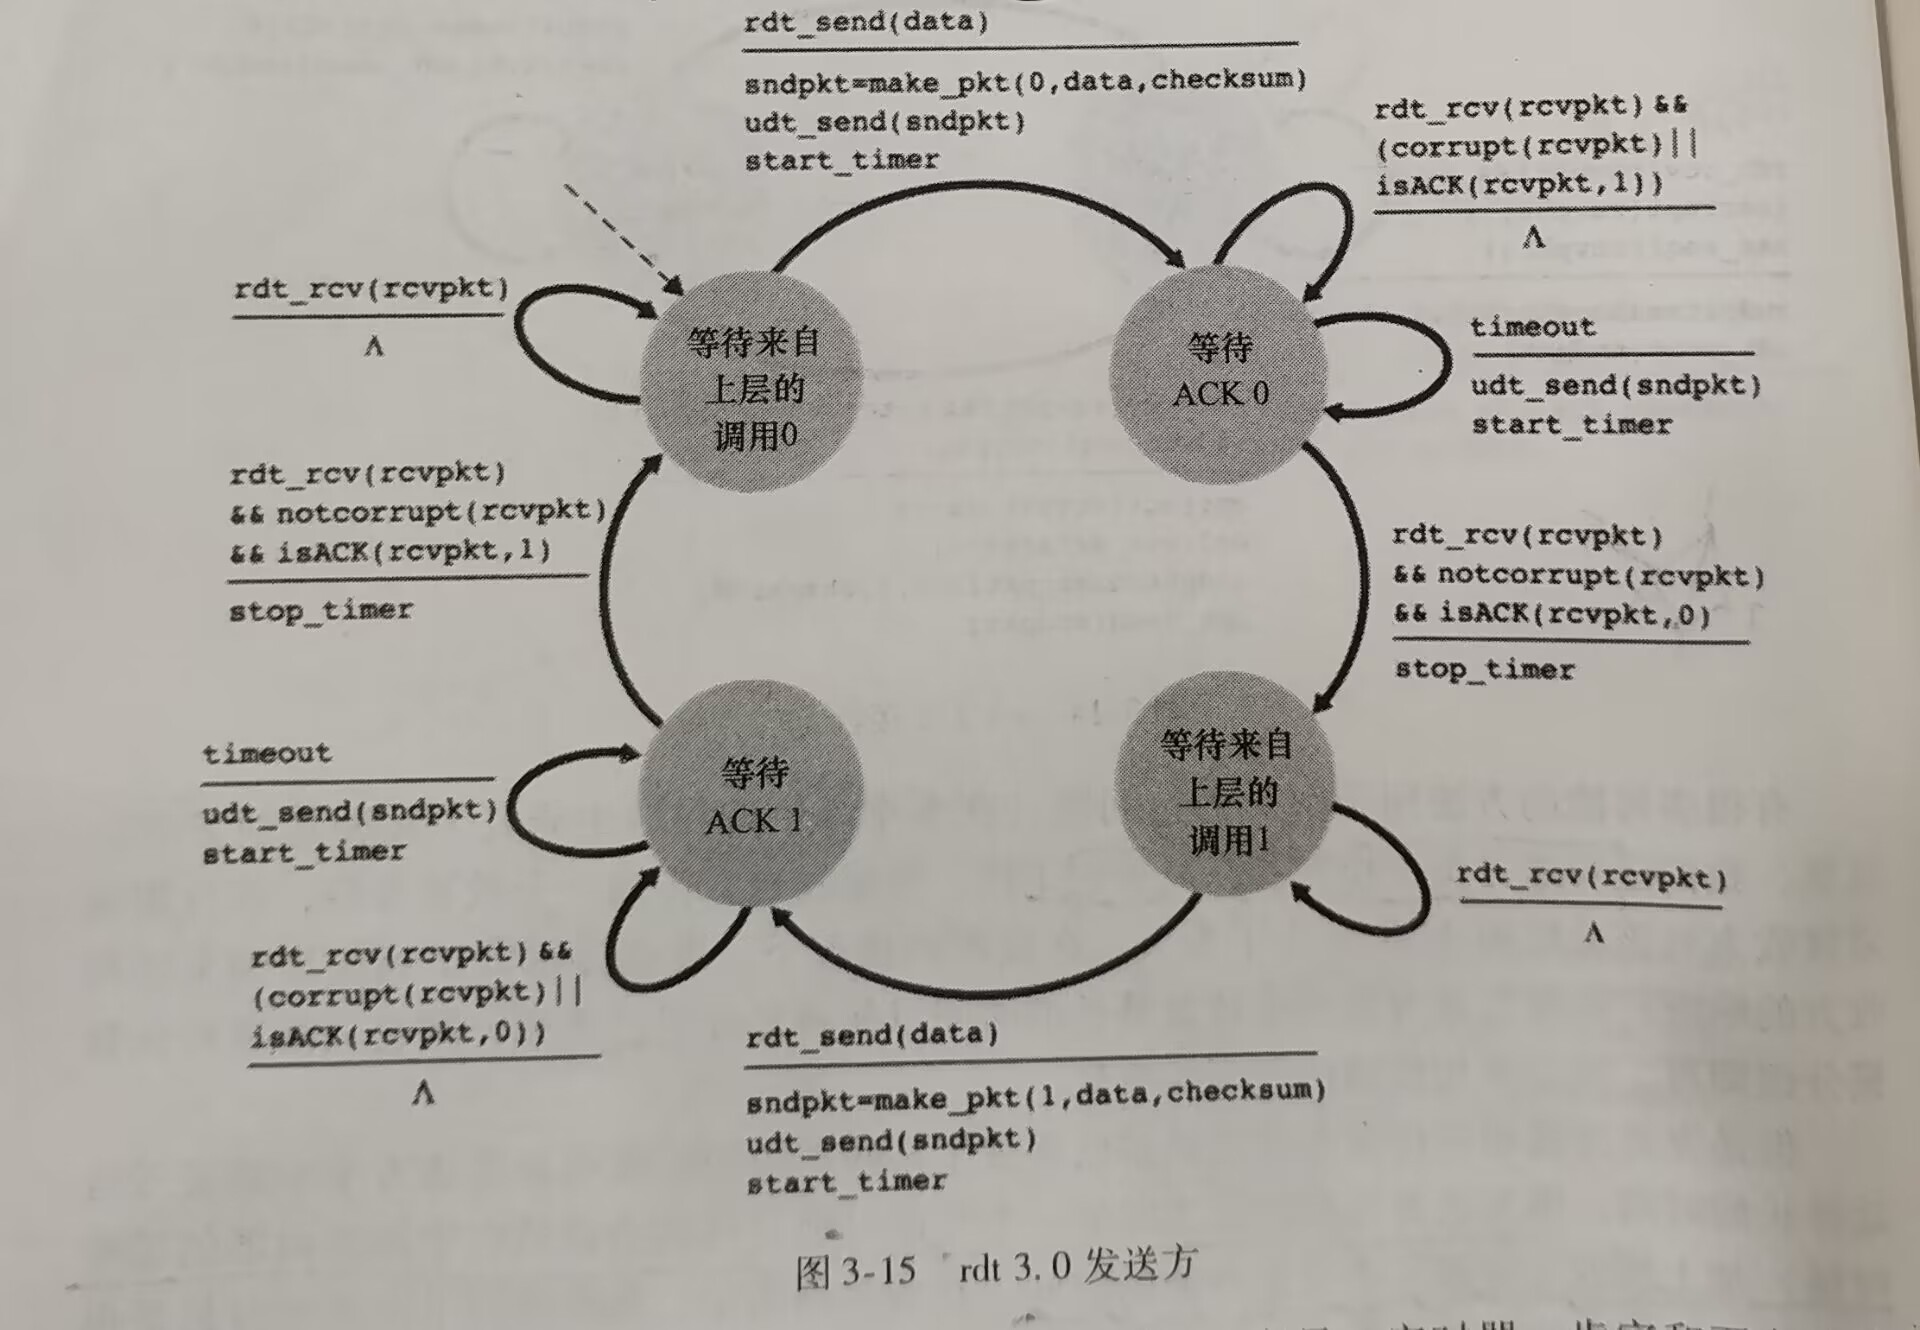 rdt_send(data)
sndpkt=make_pkt(0,data,checksum)
udt_send(sndpkt)
start_timer
rdt_rcv(rcvpkt) &&
(corrupt(rcvpkt)||
isACK(rcvpkt,1))
Λ
rdt_rcv(rcvpkt)
Λ
等待来自
上层的
调用0
等待
ACK 0
timeout
udt_send(sndpkt)
start_timer
rdt_rcv(rcvpkt)
&& notcorrupt(rcvpkt)
&& isACK(rcvpkt,1)
stop_timer
rdt_rcv(rcvpkt)
&& notcorrupt(rcvpkt)
&& isACK(rcvpkt,0)
stop_timer
timeout
udt_send(sndpkt)
start_timer
等待
ACK 1
等待来自
上层的
调用1
rdt_rcv(rcvpkt)
Λ
rdt_rcv(rcvpkt) &&
(corrupt(rcvpkt)||
isACK(rcvpkt,0))
Λ
rdt_send(data)
sndpkt=make_pkt(1,data,checksum)
udt_send(sndpkt)
start_timer
图 3-15 rdt 3.0 发送方